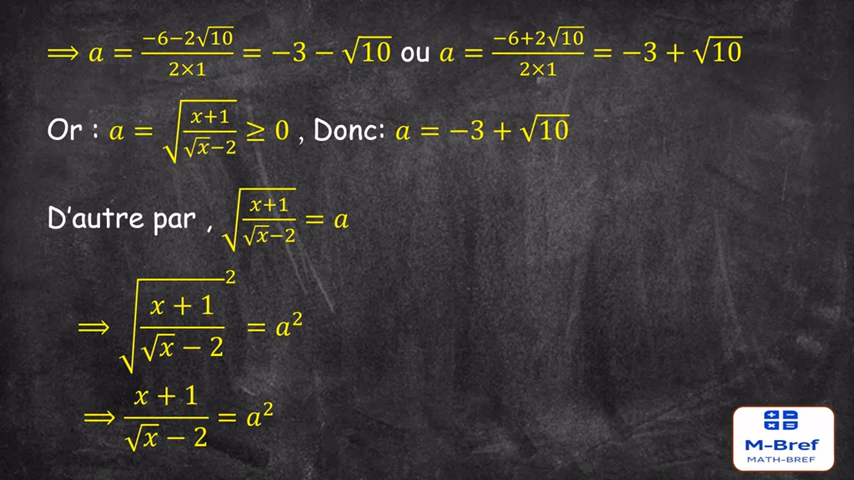 ⟹ a = (−6−2√10)/(2×1) = −3 − √10 ou a = (−6+2√10)/(2×1) = −3 + √10
Or : a = √((x+1)/(√x−2)) ≥ 0 , Donc: a = −3 + √10
D'autre par , √((x+1)/(√x−2)) = a
⟹ √((x + 1)/(√x − 2))² = a²
⟹ (x + 1)/(√x − 2) = a²
M-Bref
MATH-BREF